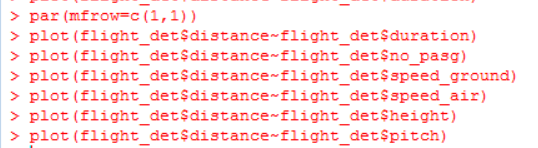 > par(mfrow=c(1,1))
> plot(flight_det$distance~flight_det$duration)
> plot(flight_det$distance~flight_det$no_pasg)
> plot(flight_det$distance~flight_det$speed_ground)
> plot(flight_det$distance~flight_det$speed_air)
> plot(flight_det$distance~flight_det$height)
> plot(flight_det$distance~flight_det$pitch)